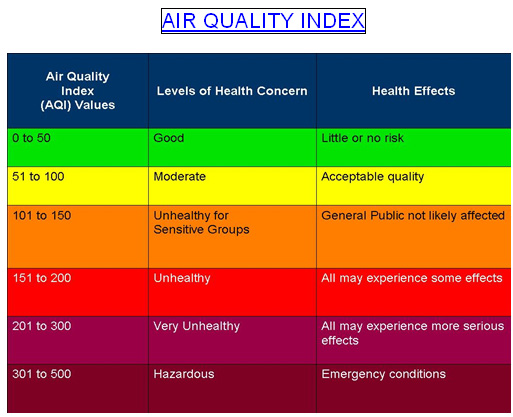 AIR QUALITY INDEX
Air Quality
Index
(AQI) Values
Levels of Health Concern
Health Effects
0 to 50
Good
Little or no risk
51 to 100
Moderate
Acceptable quality
101 to 150
Unhealthy for
Sensitive Groups
General Public not likely affected
151 to 200
Unhealthy
All may experience some effects
201 to 300
Very Unhealthy
All may experience more serious
effects
301 to 500
Hazardous
Emergency conditions